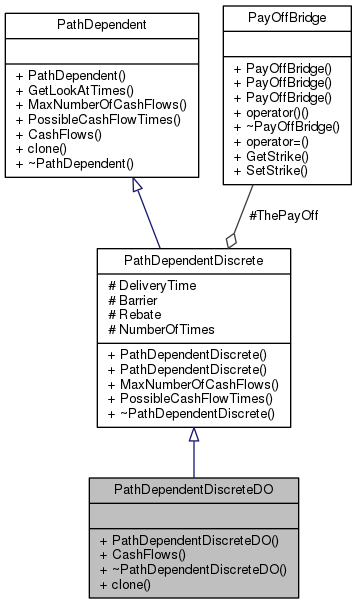 PathDependent
+ PathDependent()
+ GetLookAtTimes()
+ MaxNumberOfCashFlows()
+ PossibleCashFlowTimes()
+ CashFlows()
+ clone()
+ ~PathDependent()
PayOffBridge
+ PayOffBridge()
+ PayOffBridge()
+ PayOffBridge()
+ operator()()
+ ~PayOffBridge()
+ operator=()
+ GetStrike()
+ SetStrike()
#ThePayOff
PathDependentDiscrete
# DeliveryTime
# Barrier
# Rebate
# NumberOfTimes
+ PathDependentDiscrete()
+ PathDependentDiscrete()
+ MaxNumberOfCashFlows()
+ PossibleCashFlowTimes()
+ ~PathDependentDiscrete()
PathDependentDiscreteDO
+ PathDependentDiscreteDO()
+ CashFlows()
+ ~PathDependentDiscreteDO()
+ clone()